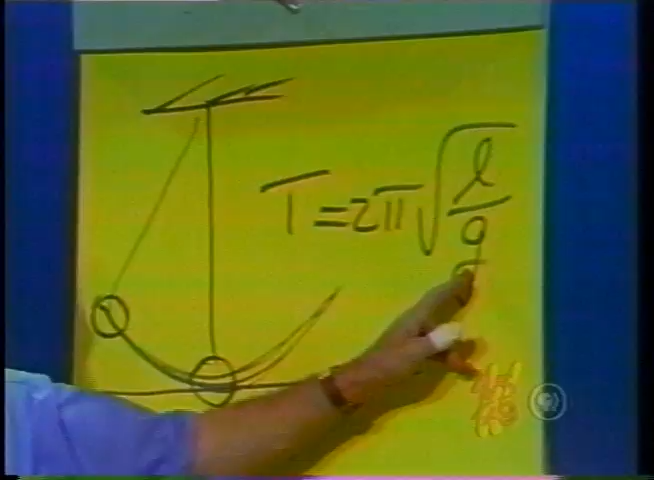 T = 2π √(l/g)